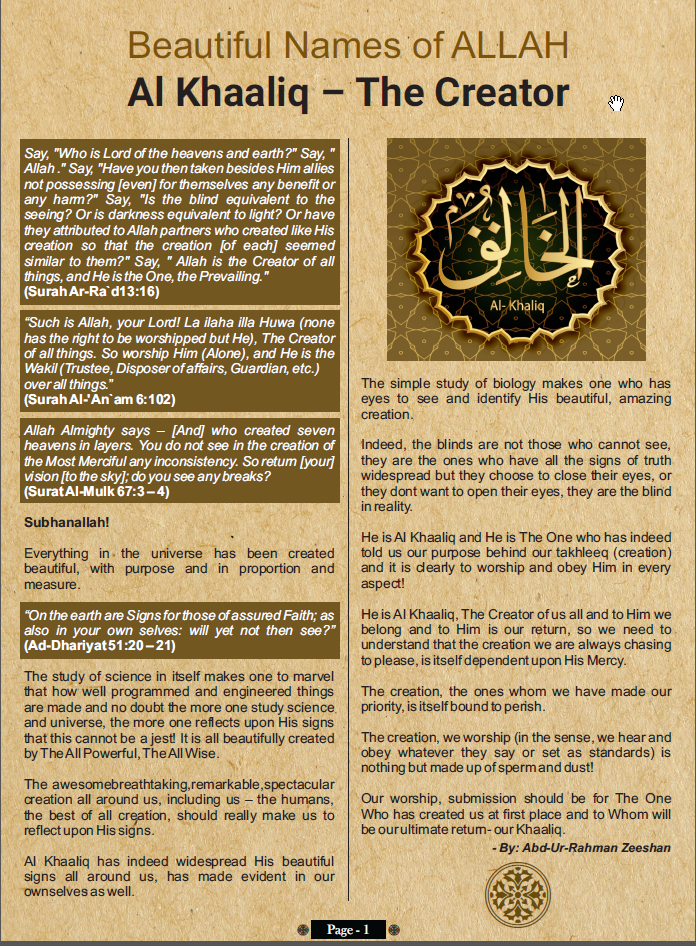 Beautiful Names of ALLAH
Al Khaaliq – The Creator
Say, "Who is Lord of the heavens and earth?" Say, "
Allah ." Say, "Have you then taken besides Him allies
not possessing [even] for themselves any benefit or
any harm?" Say, "Is the blind equivalent to the
seeing? Or is darkness equivalent to light? Or have
they attributed to Allah partners who created like His
creation so that the creation [of each] seemed
similar to them?" Say, " Allah is the Creator of all
things, and He is the One, the Prevailing."
(Surah Ar-Ra`d 13:16)
“Such is Allah, your Lord! La ilaha illa Huwa (none
has the right to be worshipped but He), The Creator
of all things. So worship Him (Alone), and He is the
Wakil (Trustee, Disposer of affairs, Guardian, etc.)
over all things.”
(Surah Al-'An`am 6:102)
Allah Almighty says – [And] who created seven
heavens in layers. You do not see in the creation of
the Most Merciful any inconsistency. So return [your]
vision [to the sky]; do you see any breaks?
(Surat Al-Mulk 67:3 – 4)
Subhanallah!
Everything in the universe has been created
beautiful, with purpose and in proportion and
measure.
“On the earth are Signs for those of assured Faith; as
also in your own selves: will yet not then see?”
(Ad-Dhariyat 51:20 – 21)
The study of science in itself makes one to marvel
that how well programmed and engineered things
are made and no doubt the more one study science
and universe, the more one reflects upon His signs
that this cannot be a jest! It is all beautifully created
by The All Powerful, The All Wise.
The awesome breathtaking, remarkable, spectacular
creation all around us, including us – the humans,
the best of all creation, should really make us to
reflect upon His signs.
Al Khaaliq has indeed widespread His beautiful
signs all around us, has made evident in our
ownselves as well.
الخالق
Al- Khaliq
The simple study of biology makes one who has
eyes to see and identify His beautiful, amazing
creation.
Indeed, the blinds are not those who cannot see,
they are the ones who have all the signs of truth
widespread but they choose to close their eyes, or
they dont want to open their eyes, they are the blind
in reality.
He is Al Khaaliq and He is The One who has indeed
told us our purpose behind our takhleeq (creation)
and it is clearly to worship and obey Him in every
aspect!
He is Al Khaaliq, The Creator of us all and to Him we
belong and to Him is our return, so we need to
understand that the creation we are always chasing
to please, is itself dependent upon His Mercy.
The creation, the ones whom we have made our
priority, is itself bound to perish.
The creation, we worship (in the sense, we hear and
obey whatever they say or set as standards) is
nothing but made up of sperm and dust!
Our worship, submission should be for The One
Who has created us at first place and to Whom will
be our ultimate return- our Khaaliq.
- By: Abd-Ur-Rahman Zeeshan
Page - 1